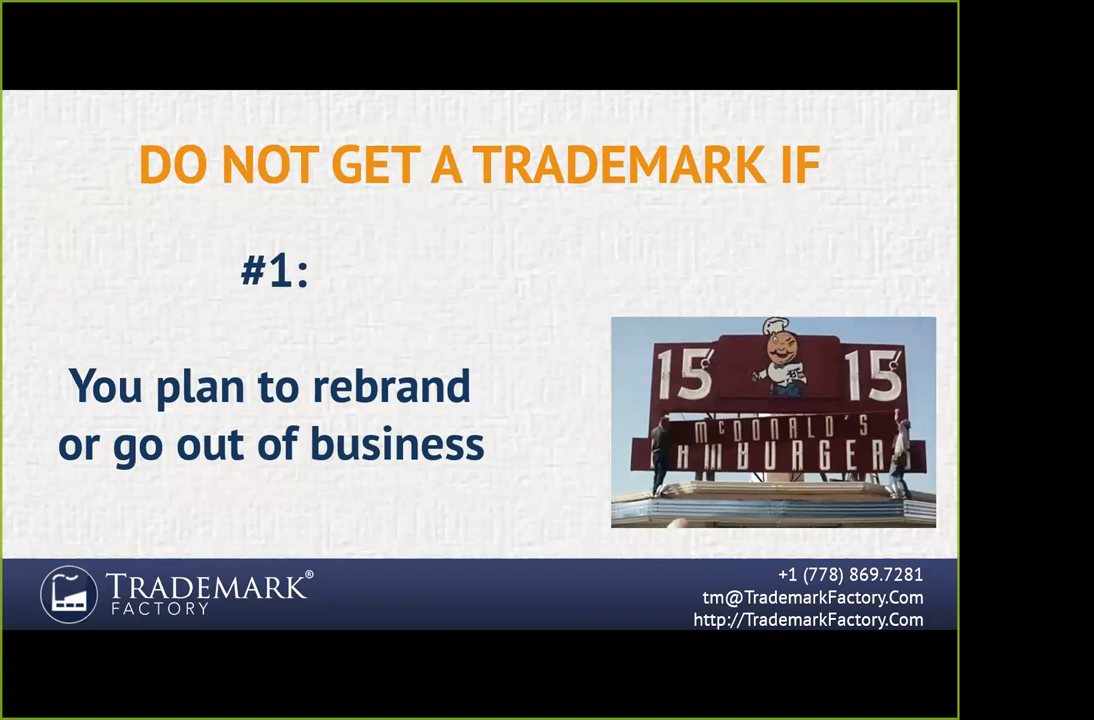 DO NOT GET A TRADEMARK IF
#1:
You plan to rebrand
or go out of business
15¢ 15¢
McDONALD'S
HAMBURGER
TRADEMARK®
FACTORY
+1 (778) 869.7281
tm@TrademarkFactory.Com
http://TrademarkFactory.Com